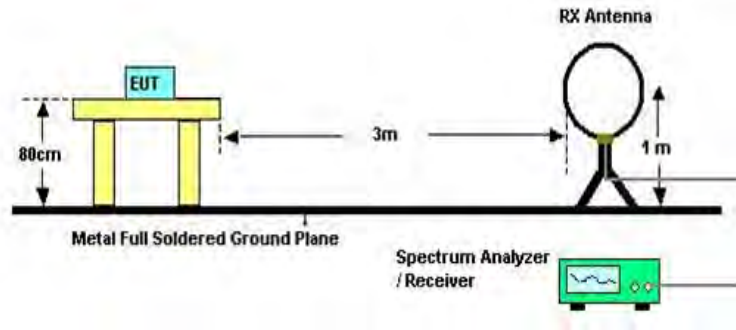 RX Antenna
EUT
80cm
3m
1 m
Metal Full Soldered Ground Plane
Spectrum Analyzer
/ Receiver